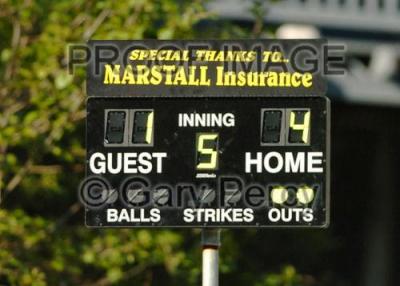 PROOF IMAGE
SPECIAL THANKS TO...
MARSTALL Insurance
1 INNING 4
GUEST 5 HOME
© Gary Percy
BALLS STRIKES OUTS